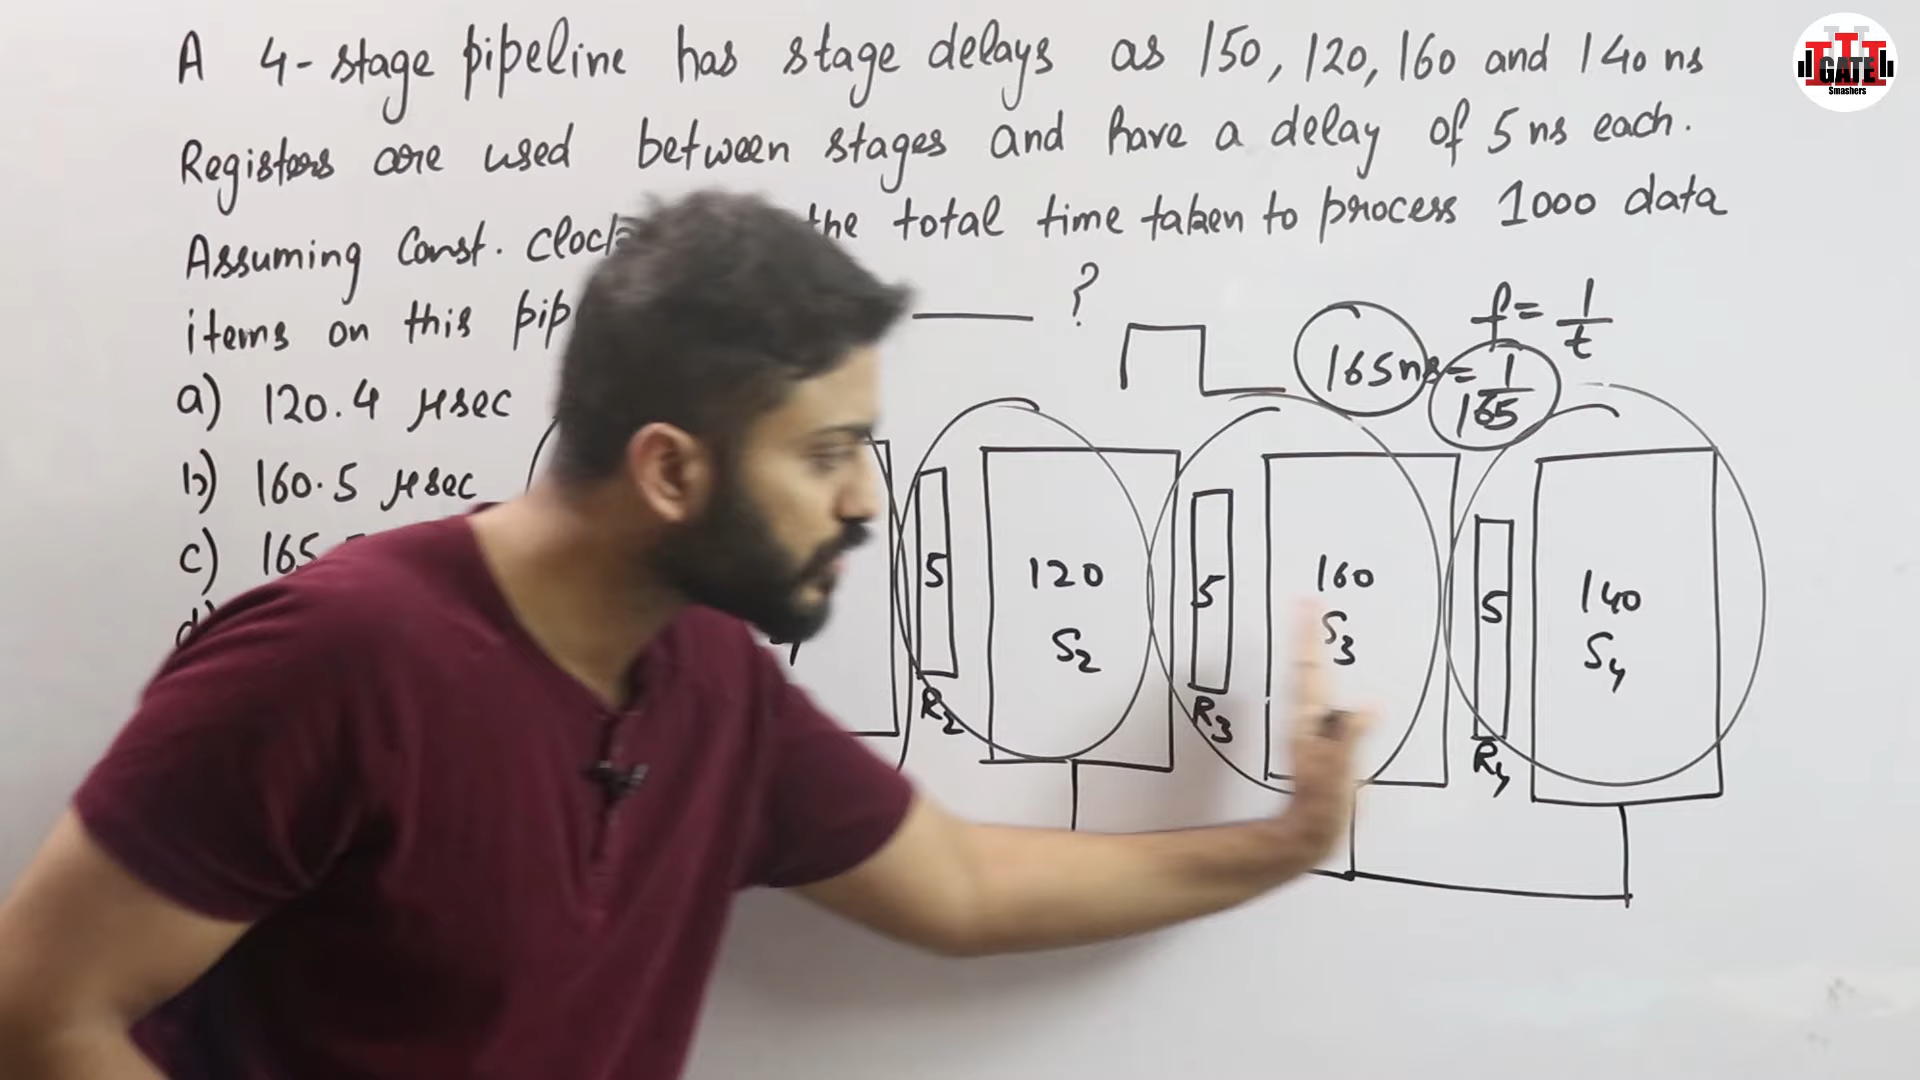 A 4-stage pipeline has stage delays as 150, 120, 160 and 140 ns
Registers are used between stages and have a delay of 5 ns each.
Assuming Const. the total time taken to process 1000 data
items on this ?
f = 1/t
165ns = 1/165
a) 120.4 μsec
b) 160.5 μsec
c) 165
5 120 S2
5 160 S3
5 140 S4
R2 R3 R4
GATE
Smashers